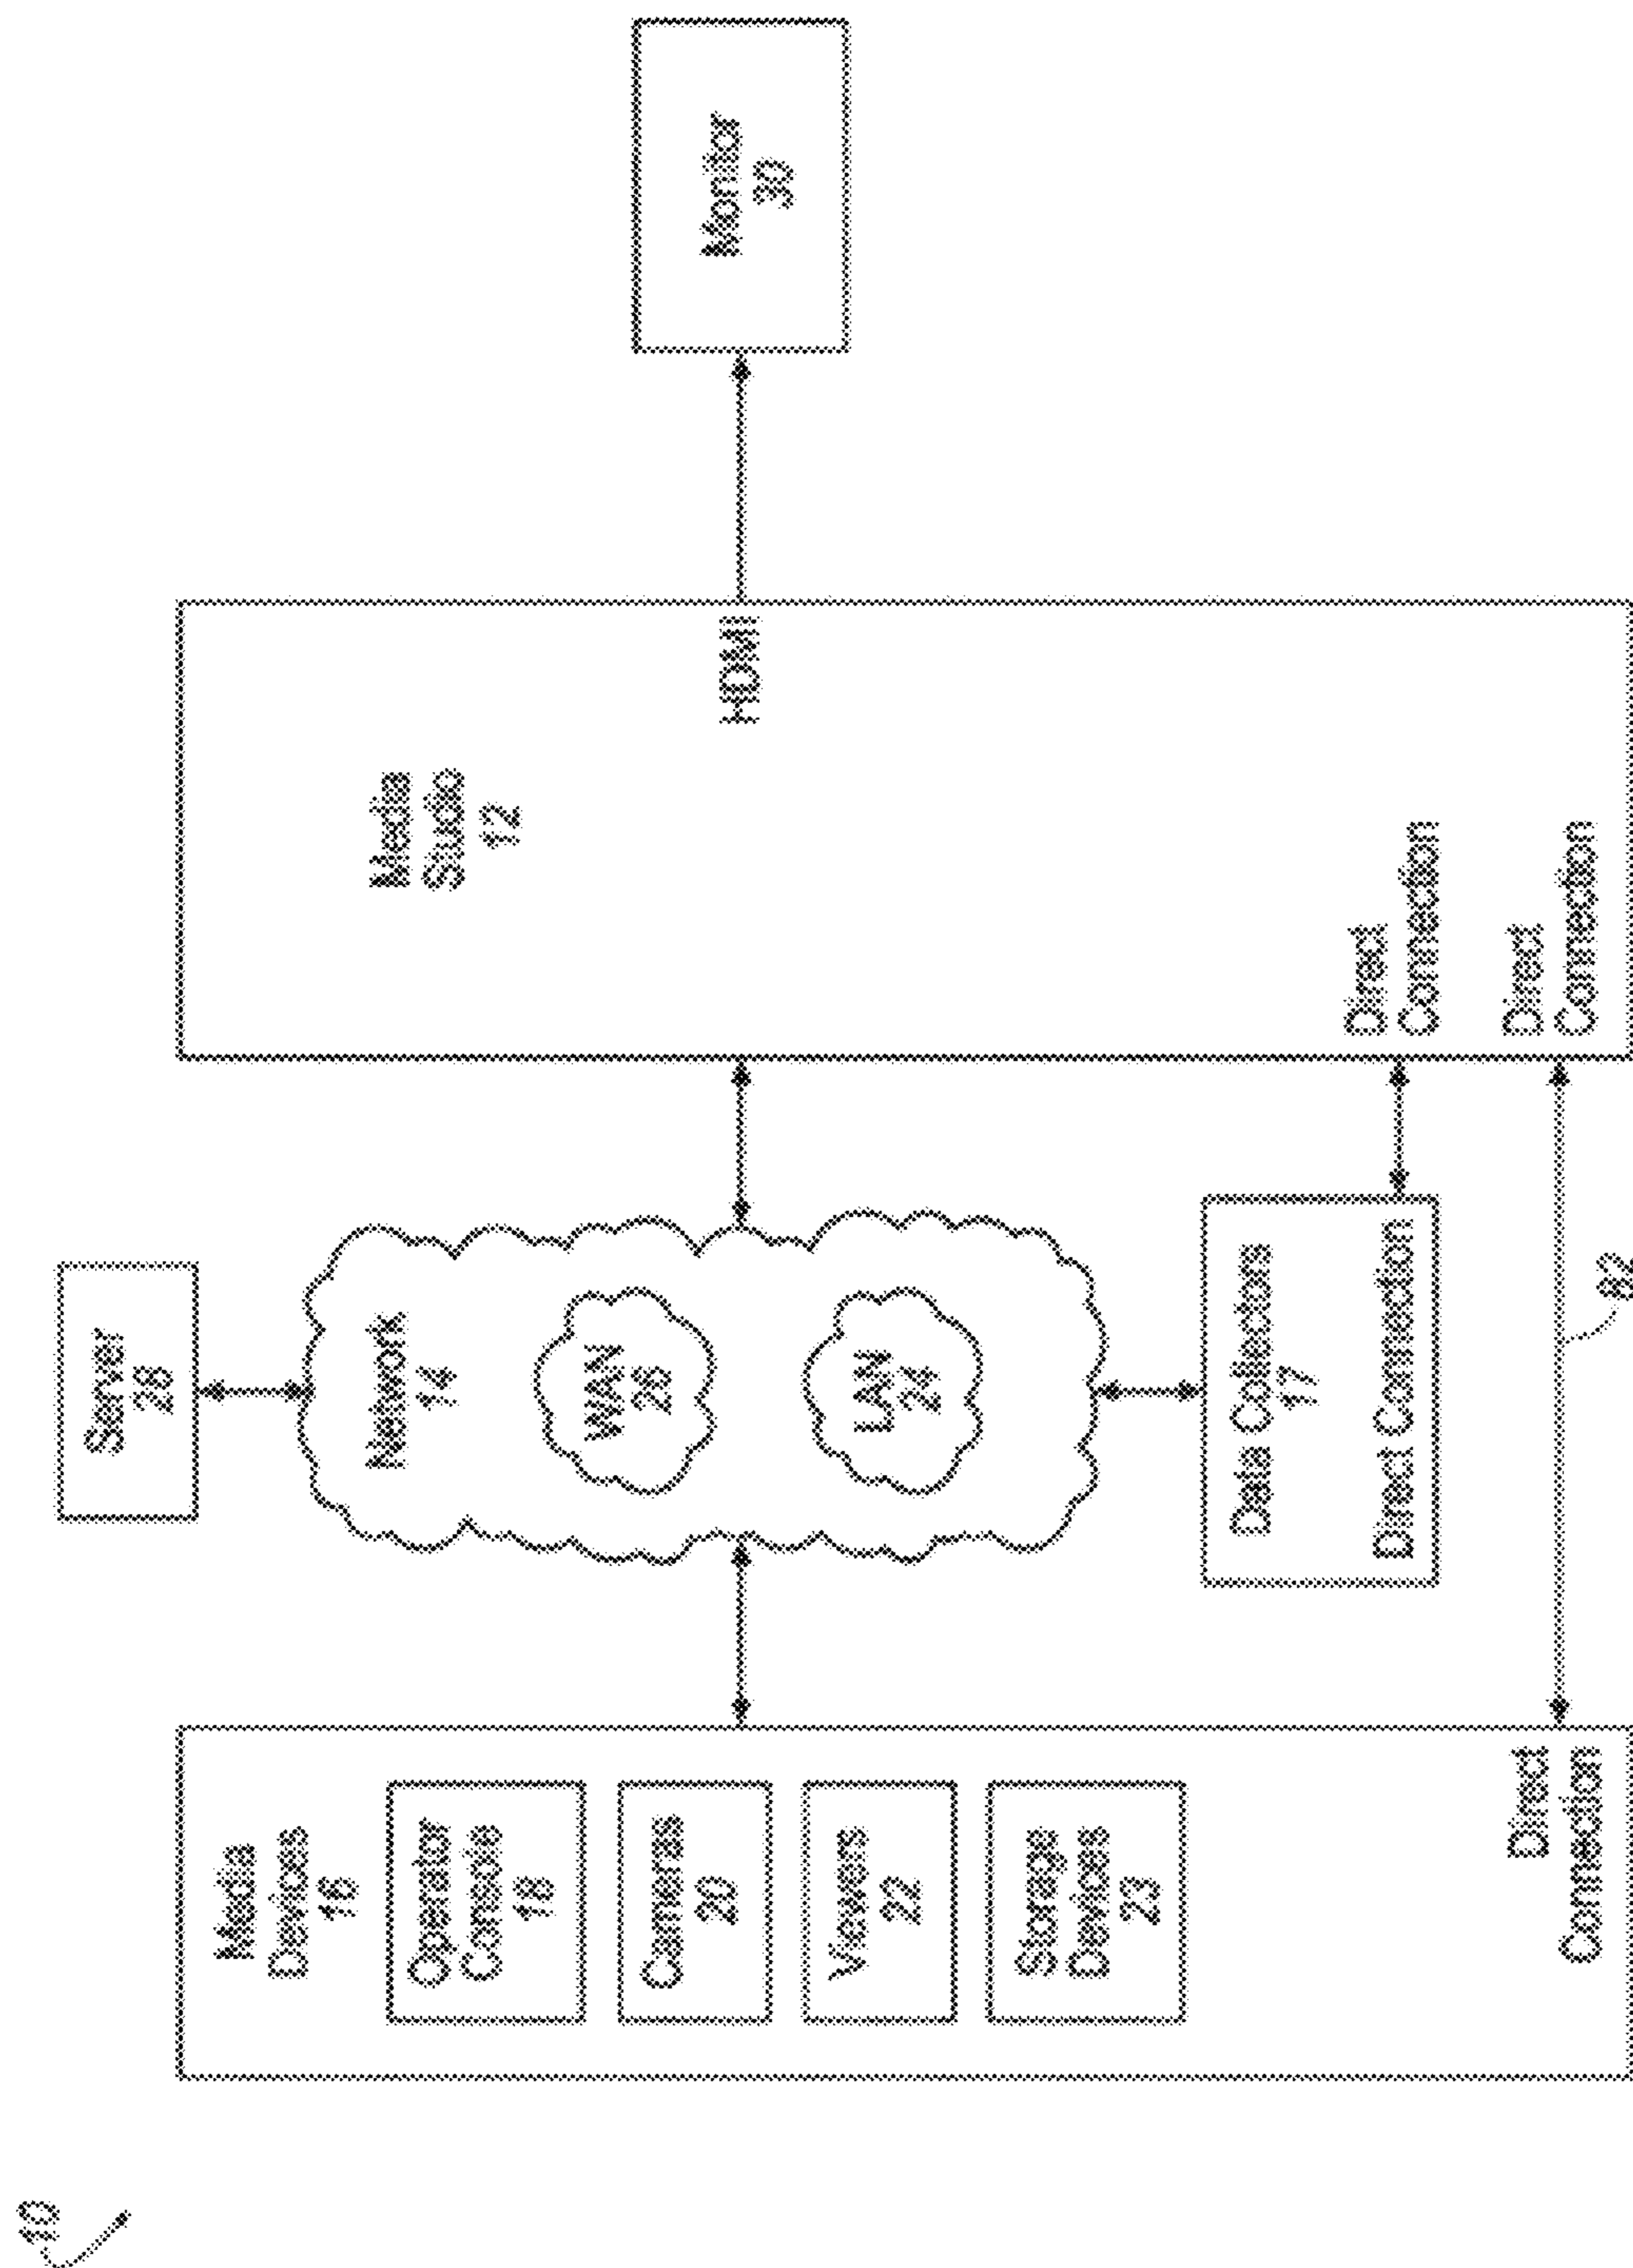 10
Media
Devices
16
Operator
Console
18
Cameras
20
Viewers
22
Storage
Devices
23
Direct
Connection
Server
28
Network
14
WAN
26
LAN
24
Data Collectors
17
Direct Connection
82
Media
Studio
12
HDMI
Direct
Connection
Direct
Connection
Monitor
30